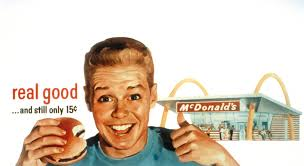 real good
...and still only 15¢
McDonald's